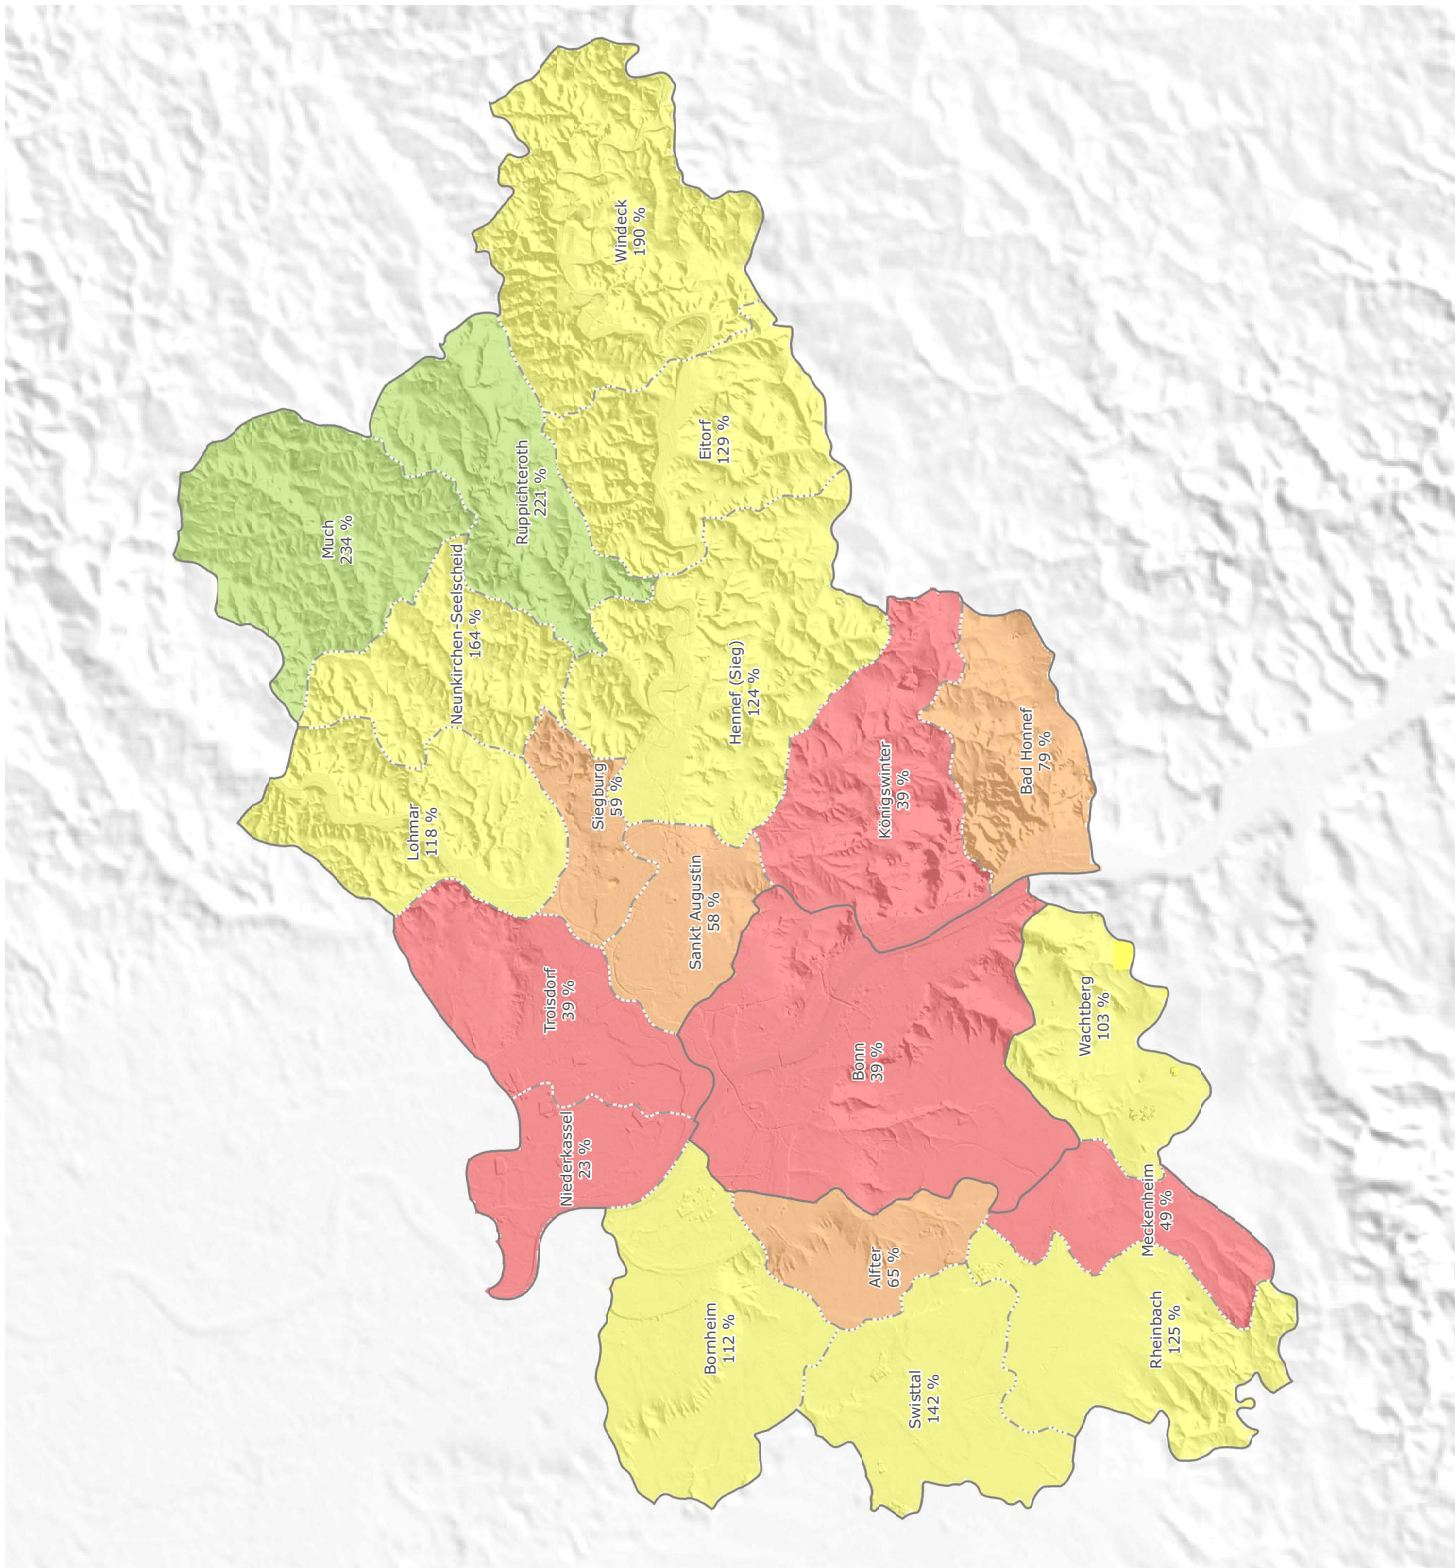 Windeck
190 %
Much
234 %
Ruppichteroth
221 %
Eitorf
129 %
Neunkirchen-Seelscheid
164 %
Hennef (Sieg)
124 %
Lohmar
118 %
Siegburg
59 %
Königswinter
39 %
Bad Honnef
79 %
Sankt Augustin
58 %
Troisdorf
39 %
Bonn
39 %
Wachtberg
103 %
Niederkassel
23 %
Meckenheim
49 %
Alfter
65 %
Bornheim
112 %
Rheinbach
125 %
Swisttal
142 %